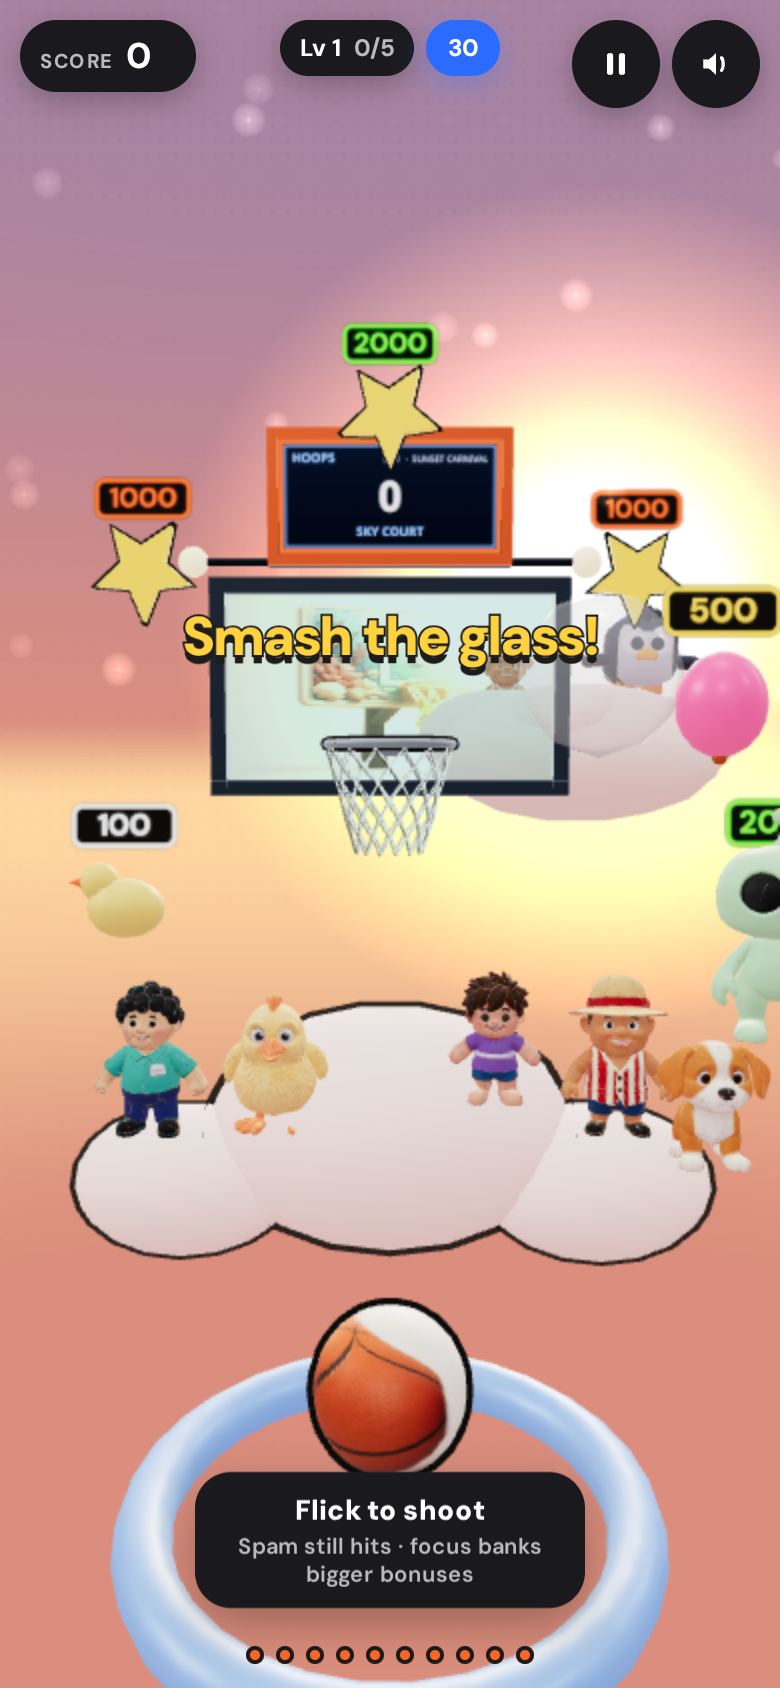 SCORE 0
Lv 1 0/5
30
2000
HOOPS
· SUNSET CARNIVAL
0
SKY COURT
1000
1000
500
Smash the glass!
100
20
Flick to shoot
Spam still hits · focus banks
bigger bonuses